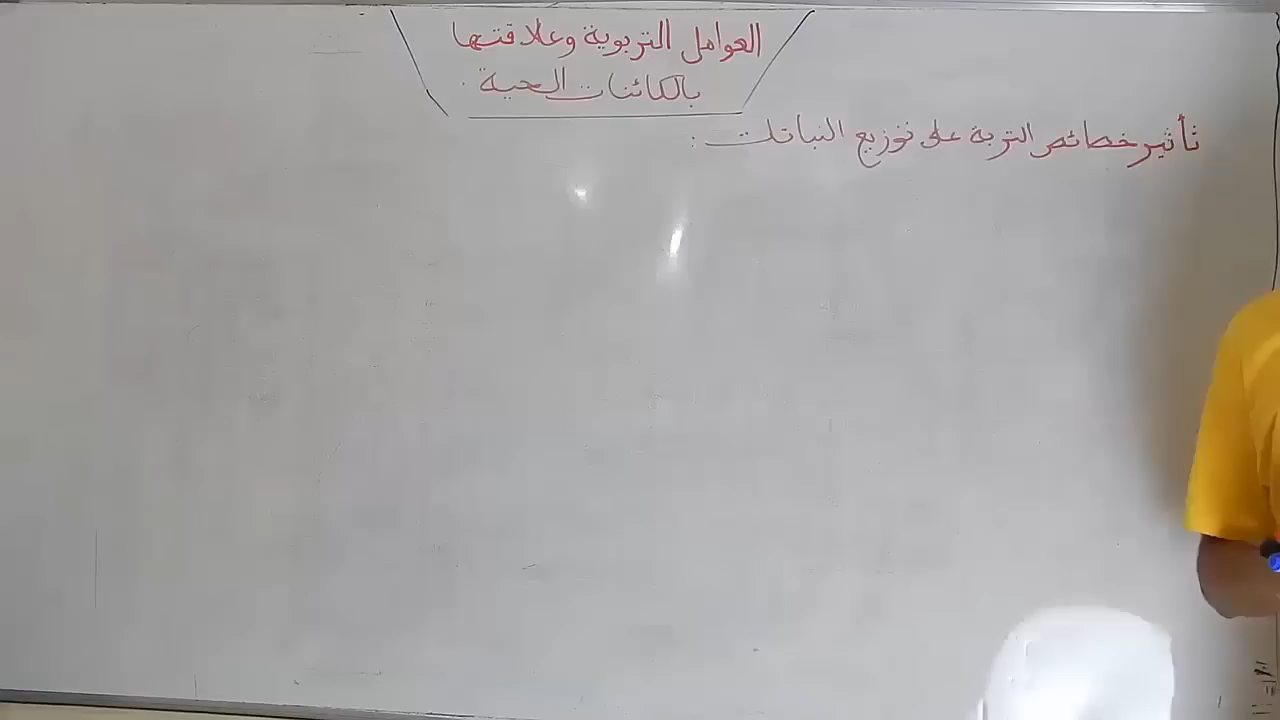 العوامل التربوية وعلاقتها
بالكائنات الحية.
تأثير خصائص التربة على توزيع النباتات :